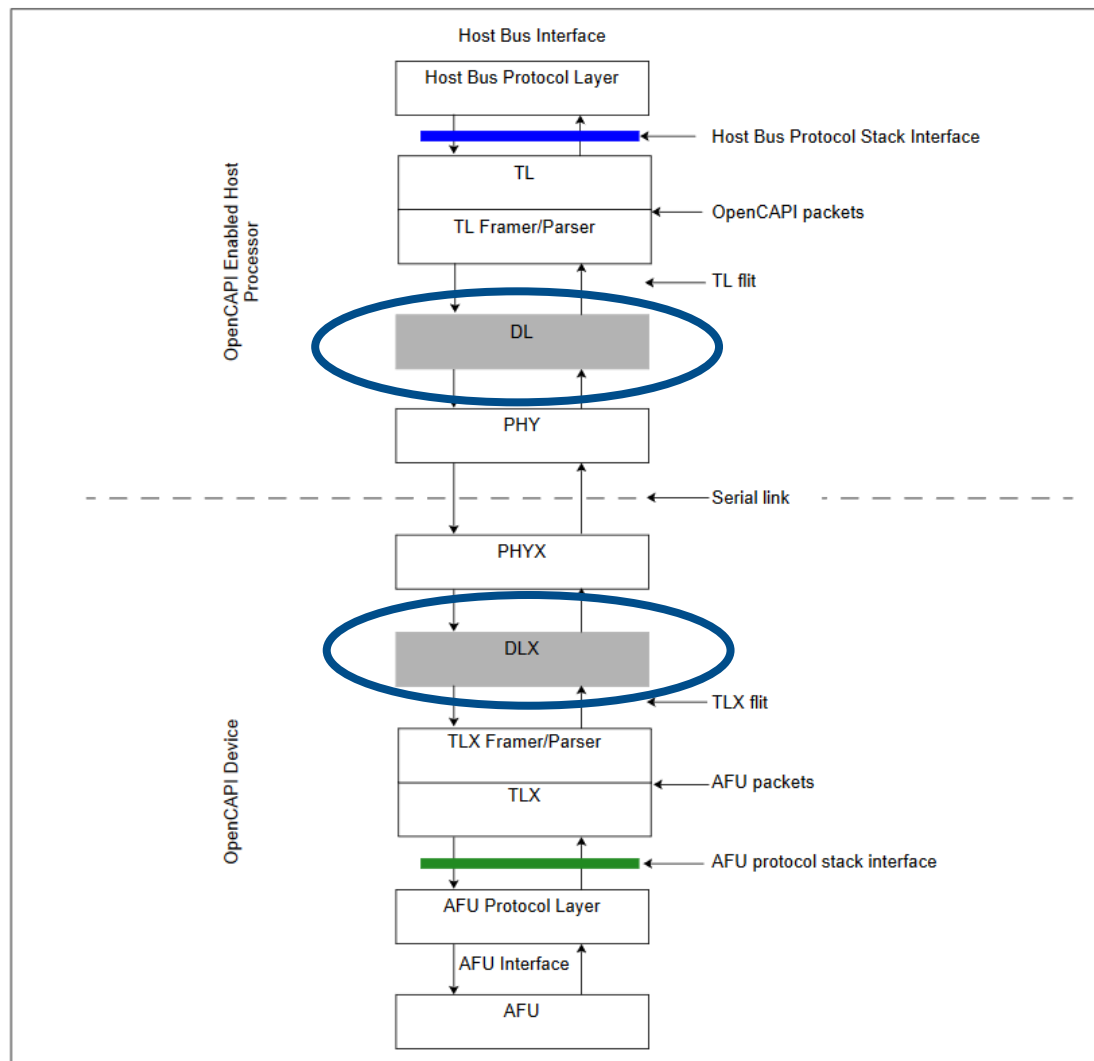 Host Bus Interface
Host Bus Protocol Layer
Host Bus Protocol Stack Interface
TL
OpenCAPI packets
TL Framer/Parser
OpenCAPI Enabled Host
Processor
TL flit
DL
PHY
Serial link
PHYX
DLX
TLX flit
TLX Framer/Parser
AFU packets
TLX
OpenCAPI Device
AFU protocol stack interface
AFU Protocol Layer
AFU Interface
AFU